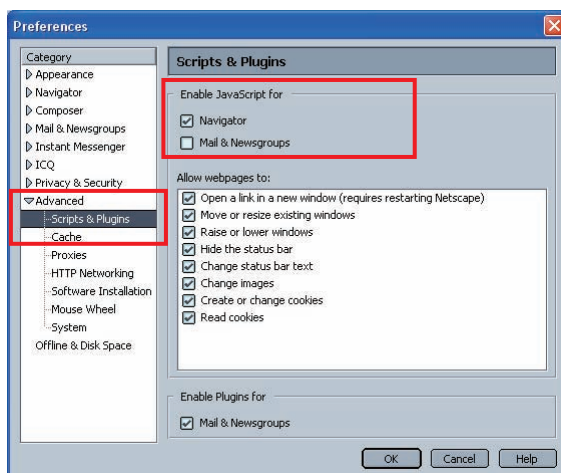 Preferences
Category
Appearance
Navigator
Composer
Mail & Newsgroups
Instant Messenger
ICQ
Privacy & Security
Advanced
Scripts & Plugins
Cache
Proxies
HTTP Networking
Software Installation
Mouse Wheel
System
Offline & Disk Space
Scripts & Plugins
Enable JavaScript for
Navigator
Mail & Newsgroups
Allow webpages to:
Open a link in a new window (requires restarting Netscape)
Move or resize existing windows
Raise or lower windows
Hide the status bar
Change status bar text
Change images
Create or change cookies
Read cookies
Enable Plugins for
Mail & Newsgroups
OK
Cancel
Help